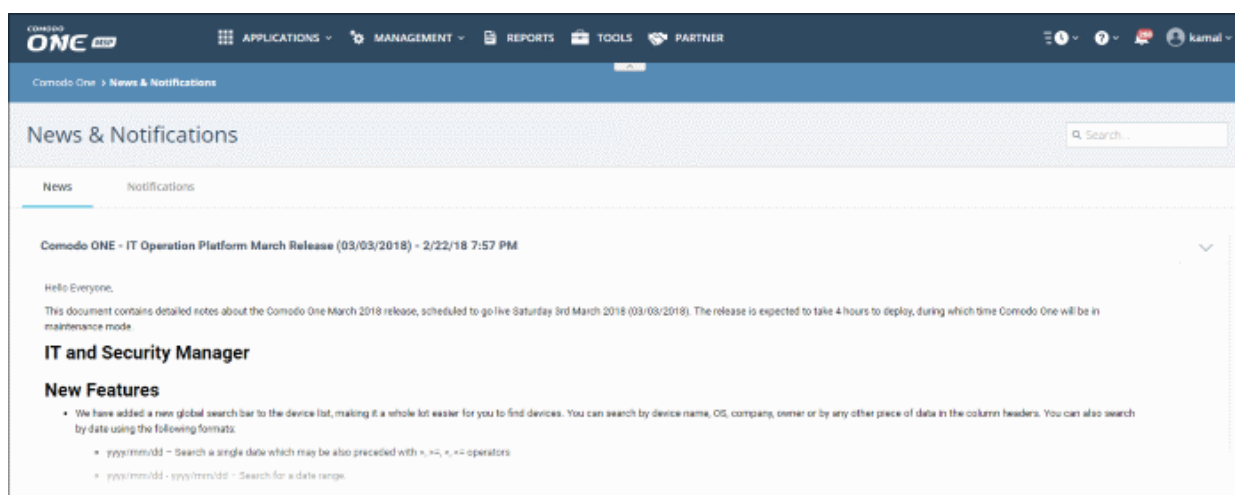 COMODO
ONE MSP
APPLICATIONS
MANAGEMENT
REPORTS
TOOLS
PARTNER
kamal
Comodo One > News & Notifications
News & Notifications
Search...
News
Notifications
Comodo ONE - IT Operation Platform March Release (03/03/2018) - 2/22/18 7:57 PM
Hello Everyone,
This document contains detailed notes about the Comodo One March 2018 release, scheduled to go live Saturday 3rd March 2018 (03/03/2018). The release is expected to take 4 hours to deploy, during which time Comodo One will be in
maintenance mode.
IT and Security Manager
New Features
• We have added a new global search bar to the device list, making it a whole lot easier for you to find devices. You can search by device name, OS, company, owner or by any other piece of data in the column headers. You can also search
by date using the following formats:
yyyy/mm/dd – Search a single date which may be also preceded with >, >=, <, <= operators
yyyy/mm/dd - yyyy/mm/dd – Search for a date range.